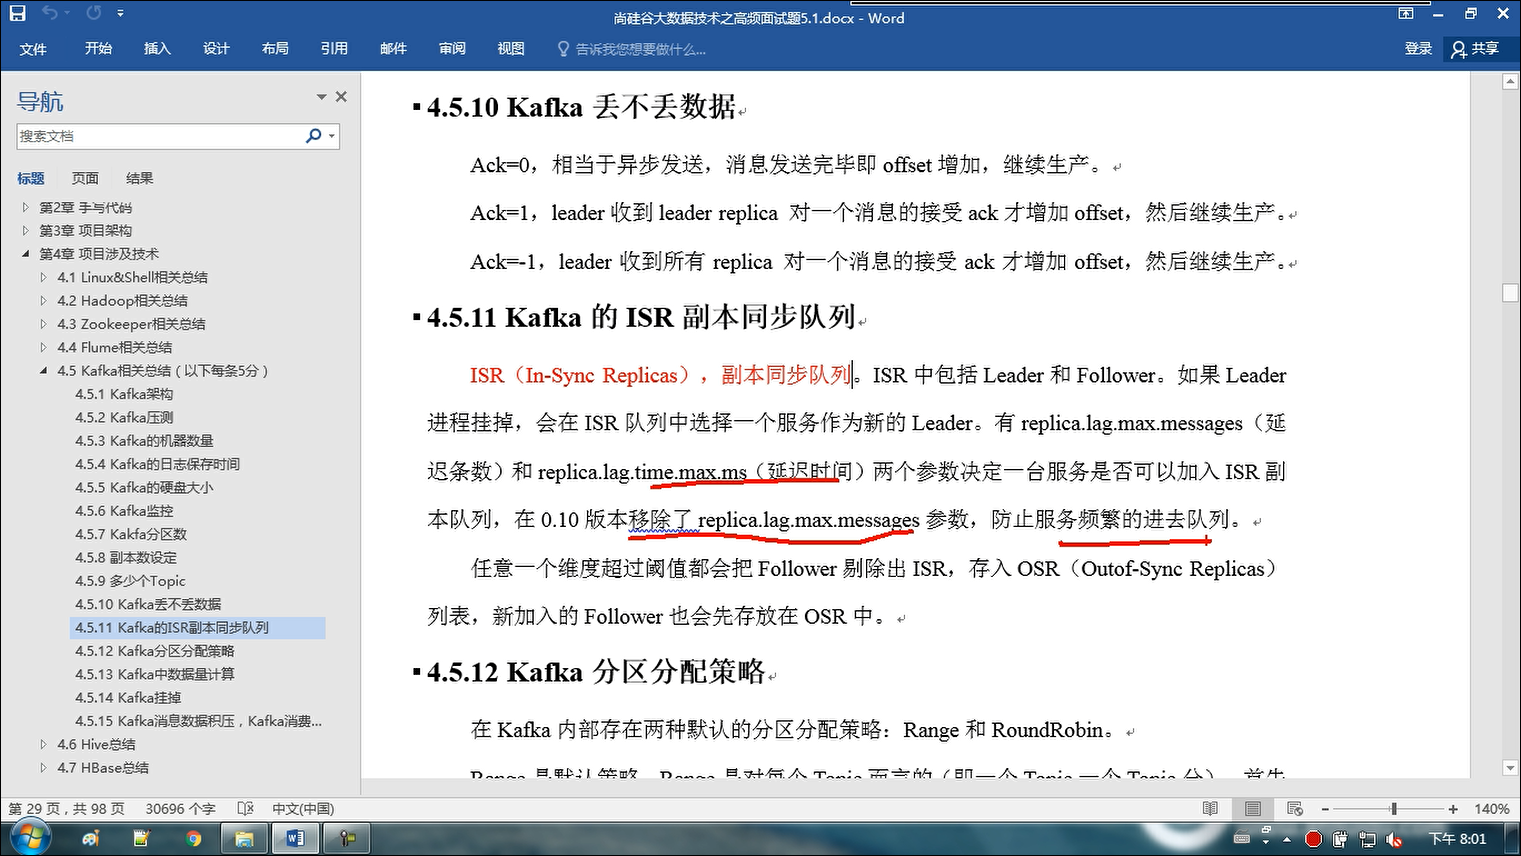 尚硅谷大数据技术之高频面试题5.1.docx - Word
文件 开始 插入 设计 布局 引用 邮件 审阅 视图 告诉我您想要做什么... 登录 共享
导航
搜索文档
标题 页面 结果
第2章 手写代码
第3章 项目架构
第4章 项目涉及技术
4.1 Linux&Shell相关总结
4.2 Hadoop相关总结
4.3 Zookeeper相关总结
4.4 Flume相关总结
4.5 Kafka相关总结（以下每条5分）
4.5.1 Kafka架构
4.5.2 Kafka压测
4.5.3 Kafka的机器数量
4.5.4 Kafka的日志保存时间
4.5.5 Kafka的硬盘大小
4.5.6 Kafka监控
4.5.7 Kakfa分区数
4.5.8 副本数设定
4.5.9 多少个Topic
4.5.10 Kafka丢不丢数据
4.5.11 Kafka的ISR副本同步队列
4.5.12 Kafka分区分配策略
4.5.13 Kafka中数据量计算
4.5.14 Kafka挂掉
4.5.15 Kafka消息数据积压，Kafka消费...
4.6 Hive总结
4.7 HBase总结
4.5.10 Kafka 丢不丢数据
Ack=0，相当于异步发送，消息发送完毕即 offset 增加，继续生产。
Ack=1，leader 收到 leader replica 对一个消息的接受 ack 才增加 offset，然后继续生产。
Ack=-1，leader 收到所有 replica 对一个消息的接受 ack 才增加 offset，然后继续生产。
4.5.11 Kafka 的 ISR 副本同步队列
ISR（In-Sync Replicas），副本同步队列。ISR 中包括 Leader 和 Follower。如果 Leader
进程挂掉，会在 ISR 队列中选择一个服务作为新的 Leader。有 replica.lag.max.messages（延
迟条数）和 replica.lag.time.max.ms（延迟时间）两个参数决定一台服务是否可以加入 ISR 副
本队列，在 0.10 版本移除了 replica.lag.max.messages 参数，防止服务频繁的进去队列。
任意一个维度超过阈值都会把 Follower 剔除出 ISR，存入 OSR（Outof-Sync Replicas）
列表，新加入的 Follower 也会先存放在 OSR 中。
4.5.12 Kafka 分区分配策略
在 Kafka 内部存在两种默认的分区分配策略：Range 和 RoundRobin。
Range 是默认策略。Range 是对每个 Topic 而言的（即一个 Topic 一个 Topic 分），首先
第 29 页，共 98 页 30696 个字 中文(中国) 140%
下午 8:01